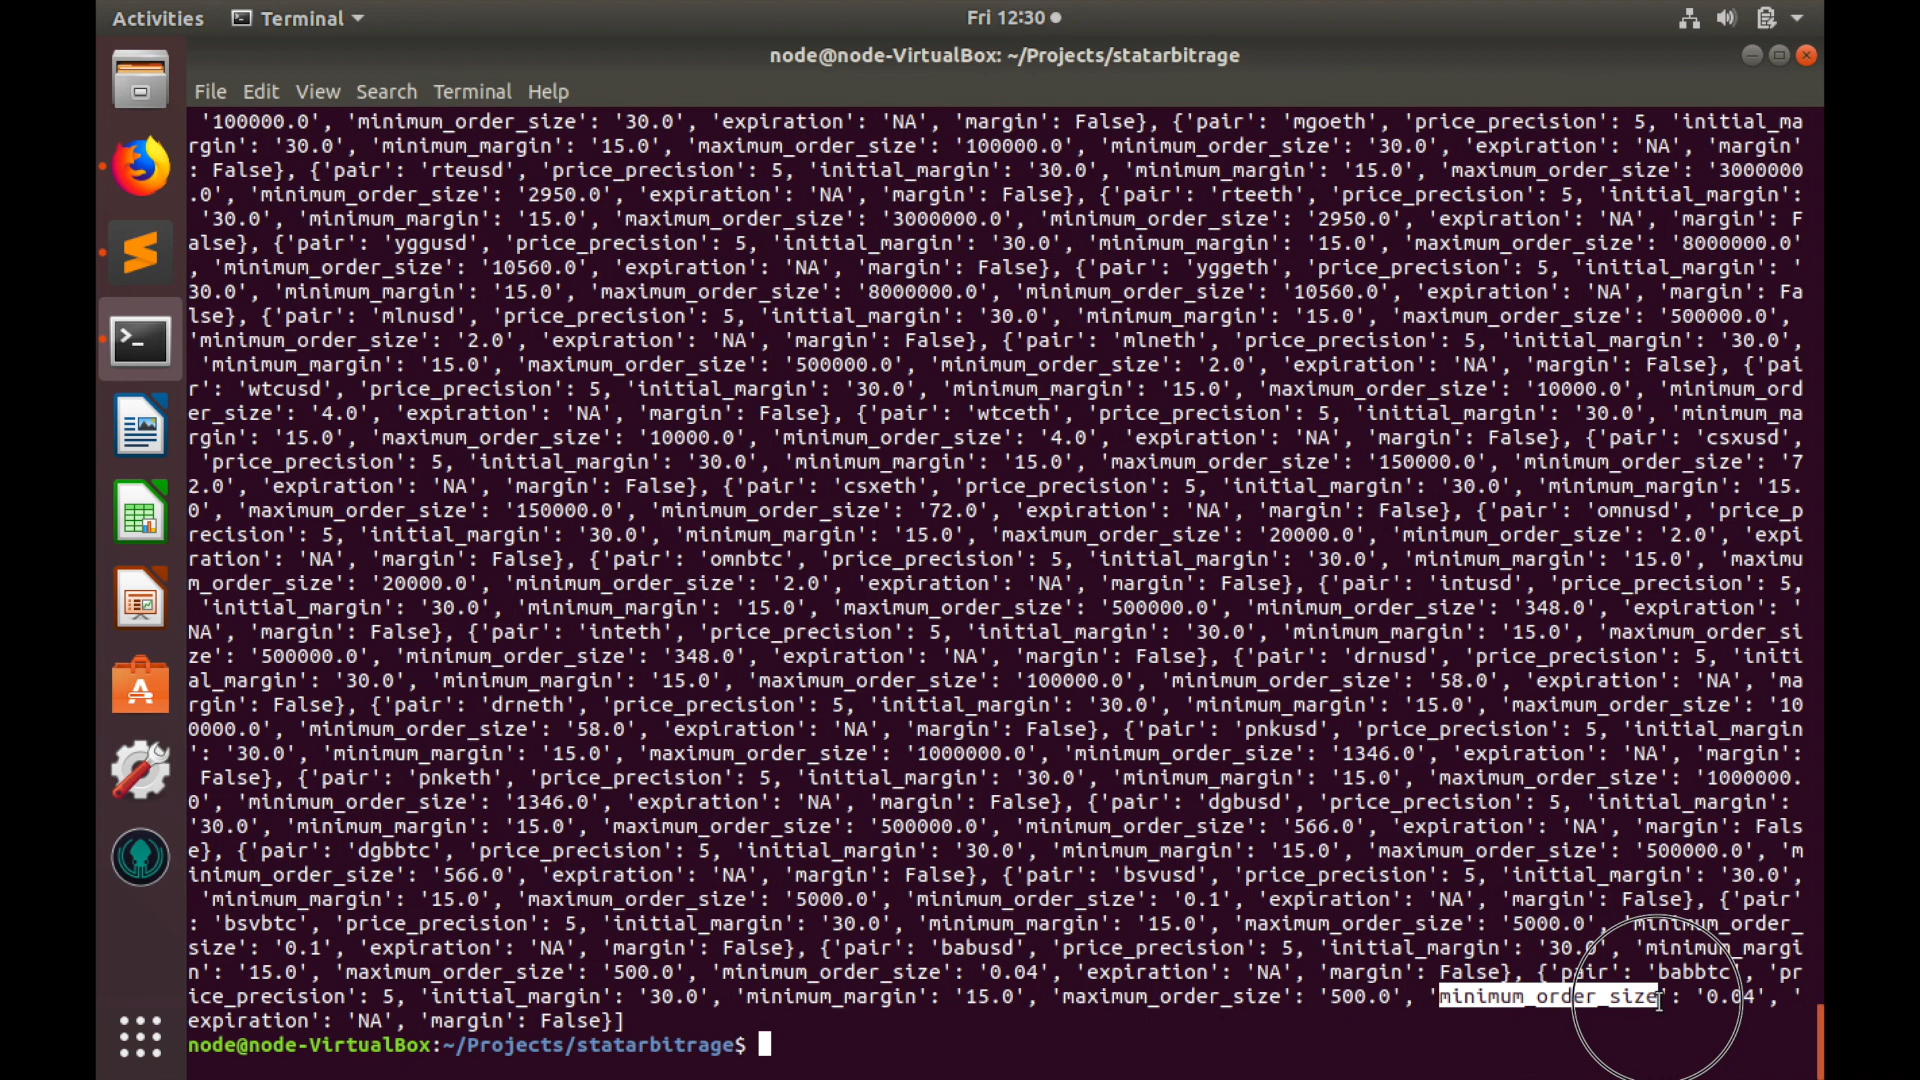 Activities Terminal Fri 12:30
node@node-VirtualBox: ~/Projects/statarbitrage
File Edit View Search Terminal Help
 '100000.0', 'minimum_order_size': '30.0', 'expiration': 'NA', 'margin': False}, {'pair': 'mgoeth', 'price_precision': 5, 'initial_ma
rgin': '30.0', 'minimum_margin': '15.0', 'maximum_order_size': '100000.0', 'minimum_order_size': '30.0', 'expiration': 'NA', 'margin'
: False}, {'pair': 'rteusd', 'price_precision': 5, 'initial_margin': '30.0', 'minimum_margin': '15.0', 'maximum_order_size': '3000000
.0', 'minimum_order_size': '2950.0', 'expiration': 'NA', 'margin': False}, {'pair': 'rteeth', 'price_precision': 5, 'initial_margin':
 '30.0', 'minimum_margin': '15.0', 'maximum_order_size': '3000000.0', 'minimum_order_size': '2950.0', 'expiration': 'NA', 'margin': F
alse}, {'pair': 'yggusd', 'price_precision': 5, 'initial_margin': '30.0', 'minimum_margin': '15.0', 'maximum_order_size': '8000000.0'
, 'minimum_order_size': '10560.0', 'expiration': 'NA', 'margin': False}, {'pair': 'yggeth', 'price_precision': 5, 'initial_margin': '
30.0', 'minimum_margin': '15.0', 'maximum_order_size': '8000000.0', 'minimum_order_size': '10560.0', 'expiration': 'NA', 'margin': Fa
lse}, {'pair': 'mlnusd', 'price_precision': 5, 'initial_margin': '30.0', 'minimum_margin': '15.0', 'maximum_order_size': '500000.0',
'minimum_order_size': '2.0', 'expiration': 'NA', 'margin': False}, {'pair': 'mlneth', 'price_precision': 5, 'initial_margin': '30.0',
 'minimum_margin': '15.0', 'maximum_order_size': '500000.0', 'minimum_order_size': '2.0', 'expiration': 'NA', 'margin': False}, {'pai
r': 'wtcusd', 'price_precision': 5, 'initial_margin': '30.0', 'minimum_margin': '15.0', 'maximum_order_size': '10000.0', 'minimum_ord
er_size': '4.0', 'expiration': 'NA', 'margin': False}, {'pair': 'wtceth', 'price_precision': 5, 'initial_margin': '30.0', 'minimum_ma
rgin': '15.0', 'maximum_order_size': '10000.0', 'minimum_order_size': '4.0', 'expiration': 'NA', 'margin': False}, {'pair': 'csxusd',
 'price_precision': 5, 'initial_margin': '30.0', 'minimum_margin': '15.0', 'maximum_order_size': '150000.0', 'minimum_order_size': '7
2.0', 'expiration': 'NA', 'margin': False}, {'pair': 'csxeth', 'price_precision': 5, 'initial_margin': '30.0', 'minimum_margin': '15.
0', 'maximum_order_size': '150000.0', 'minimum_order_size': '72.0', 'expiration': 'NA', 'margin': False}, {'pair': 'omnusd', 'price_p
recision': 5, 'initial_margin': '30.0', 'minimum_margin': '15.0', 'maximum_order_size': '20000.0', 'minimum_order_size': '2.0', 'expi
ration': 'NA', 'margin': False}, {'pair': 'omnbtc', 'price_precision': 5, 'initial_margin': '30.0', 'minimum_margin': '15.0', 'maximu
m_order_size': '20000.0', 'minimum_order_size': '2.0', 'expiration': 'NA', 'margin': False}, {'pair': 'intusd', 'price_precision': 5,
 'initial_margin': '30.0', 'minimum_margin': '15.0', 'maximum_order_size': '500000.0', 'minimum_order_size': '348.0', 'expiration': '
NA', 'margin': False}, {'pair': 'inteth', 'price_precision': 5, 'initial_margin': '30.0', 'minimum_margin': '15.0', 'maximum_order_si
ze': '500000.0', 'minimum_order_size': '348.0', 'expiration': 'NA', 'margin': False}, {'pair': 'drnusd', 'price_precision': 5, 'initi
al_margin': '30.0', 'minimum_margin': '15.0', 'maximum_order_size': '100000.0', 'minimum_order_size': '58.0', 'expiration': 'NA', 'ma
rgin': False}, {'pair': 'drneth', 'price_precision': 5, 'initial_margin': '30.0', 'minimum_margin': '15.0', 'maximum_order_size': '10
0000.0', 'minimum_order_size': '58.0', 'expiration': 'NA', 'margin': False}, {'pair': 'pnkusd', 'price_precision': 5, 'initial_margin
': '30.0', 'minimum_margin': '15.0', 'maximum_order_size': '1000000.0', 'minimum_order_size': '1346.0', 'expiration': 'NA', 'margin':
 False}, {'pair': 'pnketh', 'price_precision': 5, 'initial_margin': '30.0', 'minimum_margin': '15.0', 'maximum_order_size': '1000000.
0', 'minimum_order_size': '1346.0', 'expiration': 'NA', 'margin': False}, {'pair': 'dgbusd', 'price_precision': 5, 'initial_margin':
'30.0', 'minimum_margin': '15.0', 'maximum_order_size': '500000.0', 'minimum_order_size': '566.0', 'expiration': 'NA', 'margin': Fals
e}, {'pair': 'dgbbtc', 'price_precision': 5, 'initial_margin': '30.0', 'minimum_margin': '15.0', 'maximum_order_size': '500000.0', 'm
inimum_order_size': '566.0', 'expiration': 'NA', 'margin': False}, {'pair': 'bsvusd', 'price_precision': 5, 'initial_margin': '30.0',
 'minimum_margin': '15.0', 'maximum_order_size': '5000.0', 'minimum_order_size': '0.1', 'expiration': 'NA', 'margin': False}, {'pair'
: 'bsvbtc', 'price_precision': 5, 'initial_margin': '30.0', 'minimum_margin': '15.0', 'maximum_order_size': '5000.0', 'minimum_order_
size': '0.1', 'expiration': 'NA', 'margin': False}, {'pair': 'babusd', 'price_precision': 5, 'initial_margin': '30.0', 'minimum_margi
n': '15.0', 'maximum_order_size': '500.0', 'minimum_order_size': '0.04', 'expiration': 'NA', 'margin': False}, {'pair': 'babbtc', 'pr
ice_precision': 5, 'initial_margin': '30.0', 'minimum_margin': '15.0', 'maximum_order_size': '500.0', 'minimum_order_size': '0.04', '
expiration': 'NA', 'margin': False}]
node@node-VirtualBox:~/Projects/statarbitrage$